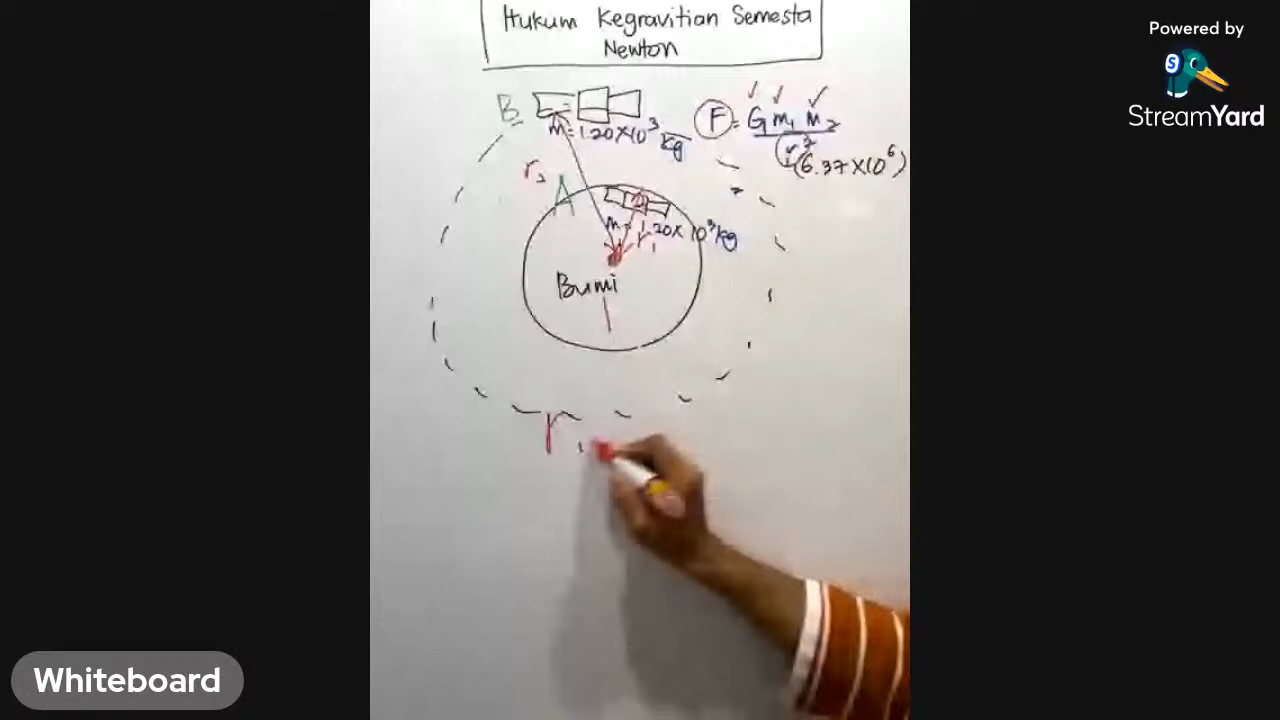 Hukum Kegravitian Semesta
Newton
Powered by
S
StreamYard
B
m = 1.20 × 10³ kg
F = G m₁ m₂
r²
(6.37 × 10⁶)
r₂
A
m = 1.20 × 10³ kg
r₁
Bumi
r
Whiteboard